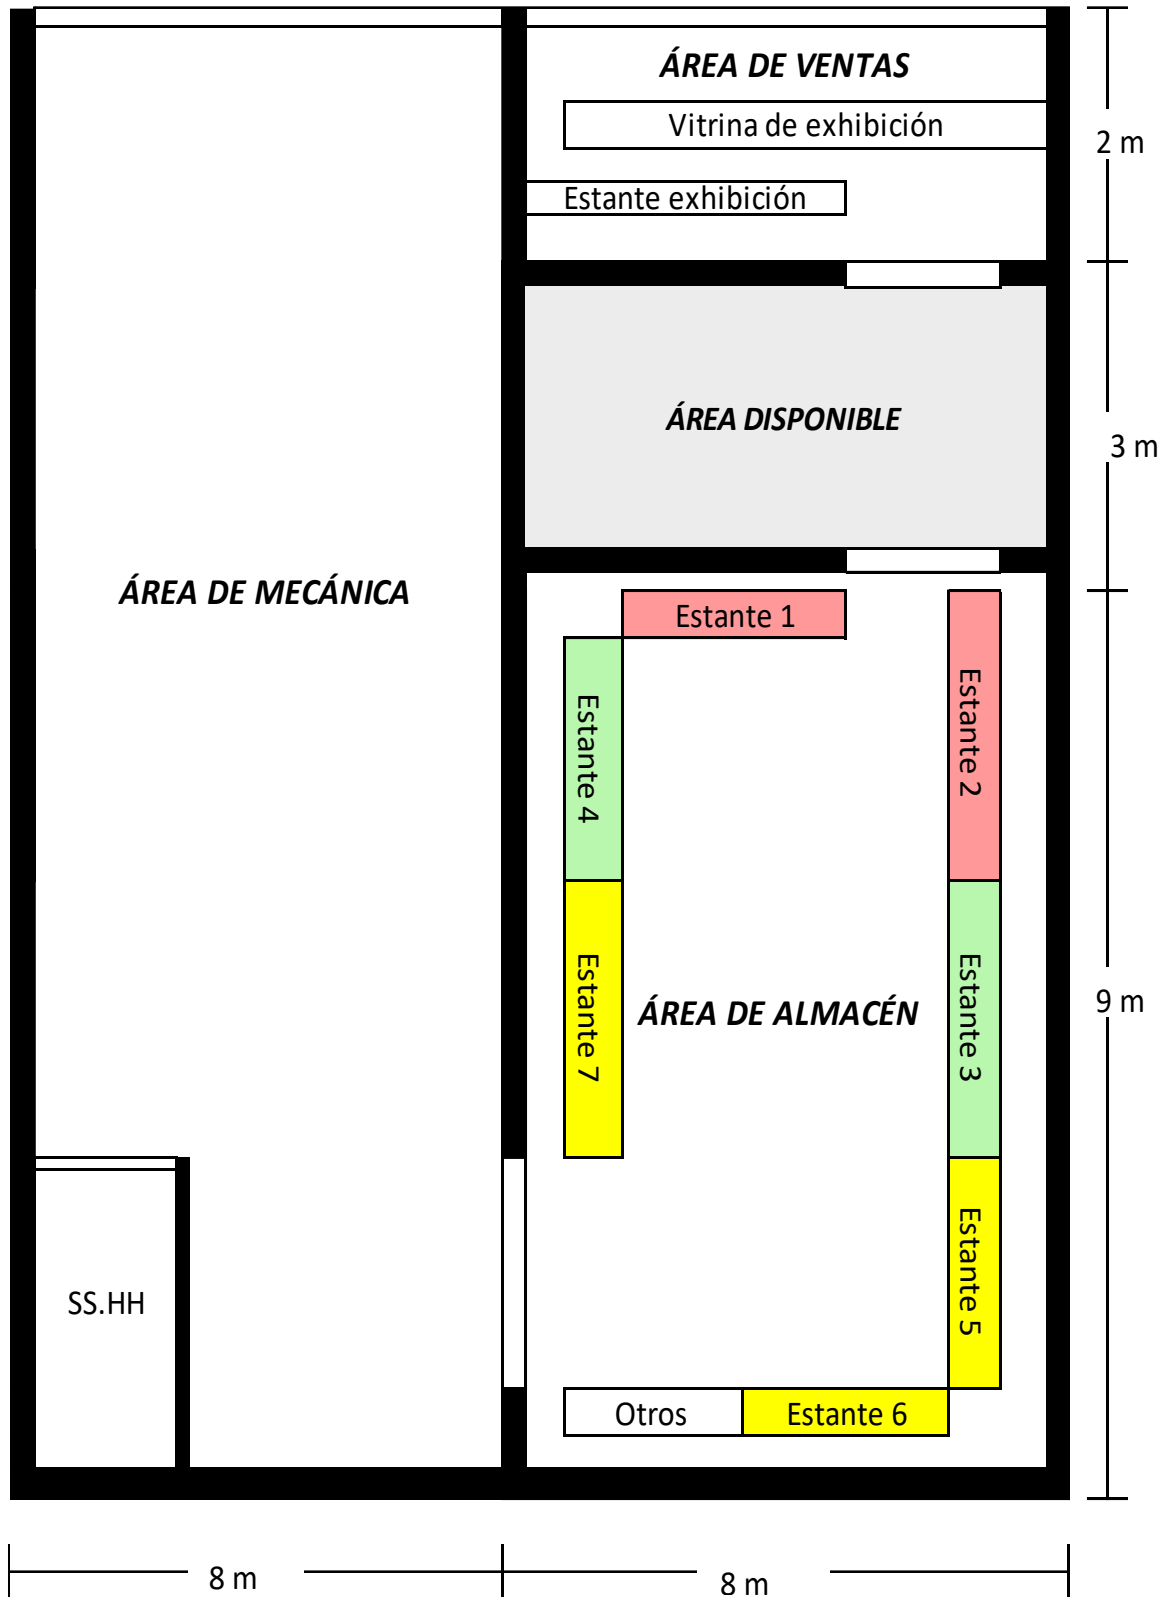 ÁREA DE VENTAS
Vitrina de exhibición
2 m
Estante exhibición
ÁREA DISPONIBLE
3 m
ÁREA DE MECÁNICA
Estante 1
Estante 2
Estante 4
Estante 7
ÁREA DE ALMACÉN
Estante 3
9 m
Estante 5
SS.HH
Otros
Estante 6
8 m
8 m